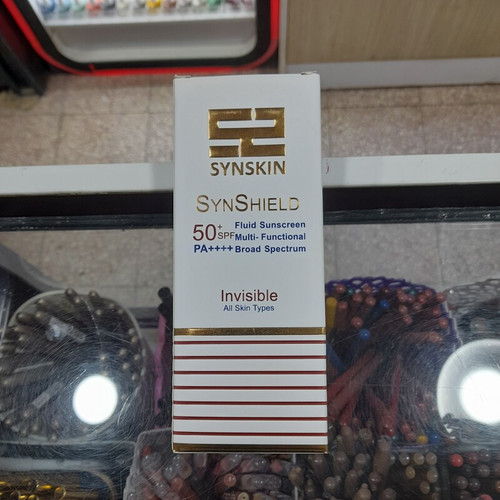 SYNSKIN
SYNSHIELD
50+ SPF Fluid Sunscreen
Multi- Functional
PA++++ Broad Spectrum
Invisible
All Skin Types